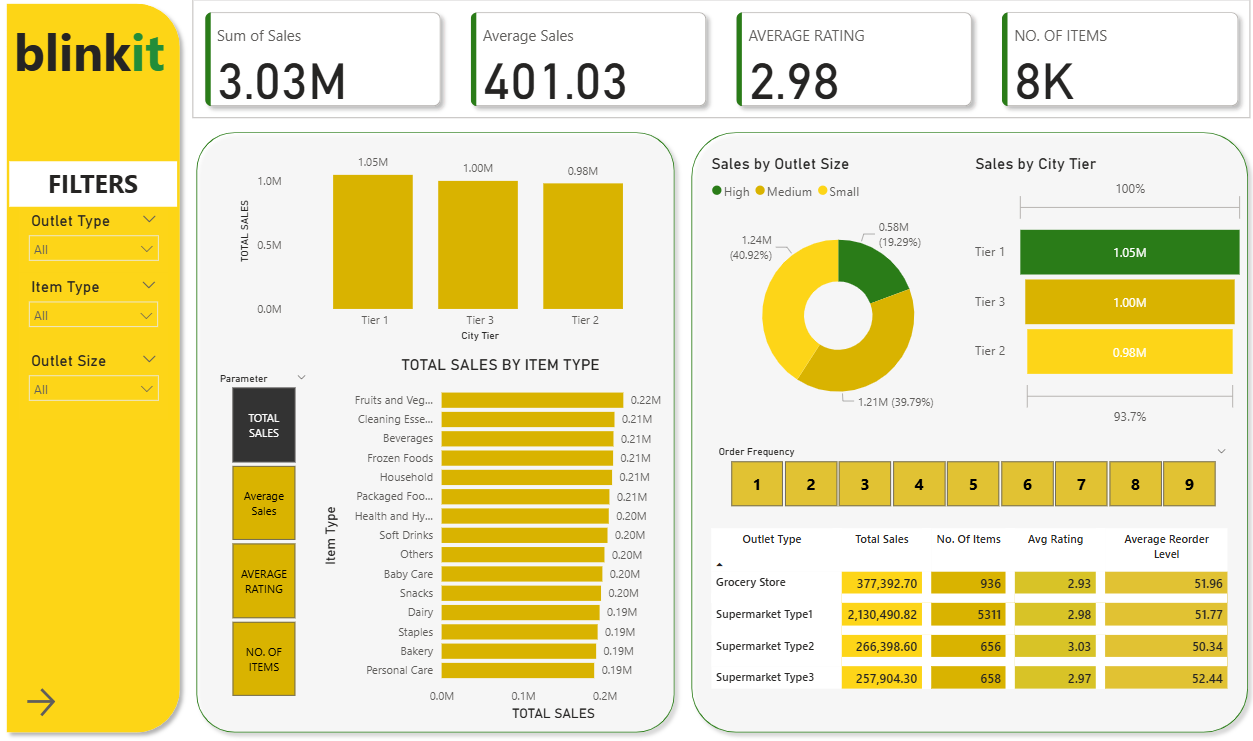 blinkit
FILTERS
Outlet Type
All
Item Type
All
Outlet Size
All
Sum of Sales
3.03M
Average Sales
401.03
AVERAGE RATING
2.98
NO. OF ITEMS
8K
TOTAL SALES
1.0M
0.5M
0.0M
1.05M
1.00M
0.98M
Tier 1
Tier 3
Tier 2
City Tier
Parameter
TOTAL
SALES
Average
Sales
AVERAGE
RATING
NO. OF
ITEMS
TOTAL SALES BY ITEM TYPE
Item Type
Fruits and Veg... 0.22M
Cleaning Esse... 0.21M
Beverages 0.21M
Frozen Foods 0.21M
Household 0.21M
Packaged Foo... 0.21M
Health and Hy... 0.20M
Soft Drinks 0.20M
Others 0.20M
Baby Care 0.20M
Snacks 0.20M
Dairy 0.19M
Staples 0.19M
Bakery 0.19M
Personal Care 0.19M
0.0M 0.1M 0.2M
TOTAL SALES
Sales by Outlet Size
High Medium Small
0.58M
(19.29%)
1.24M
(40.92%)
1.21M (39.79%)
Sales by City Tier
100%
Tier 1 1.05M
Tier 3 1.00M
Tier 2 0.98M
93.7%
Order Frequency
1 2 3 4 5 6 7 8 9
Outlet Type Total Sales No. Of Items Avg Rating Average Reorder
Level
Grocery Store 377,392.70 936 2.93 51.96
Supermarket Type1 2,130,490.82 5311 2.98 51.77
Supermarket Type2 266,398.60 656 3.03 50.34
Supermarket Type3 257,904.30 658 2.97 52.44